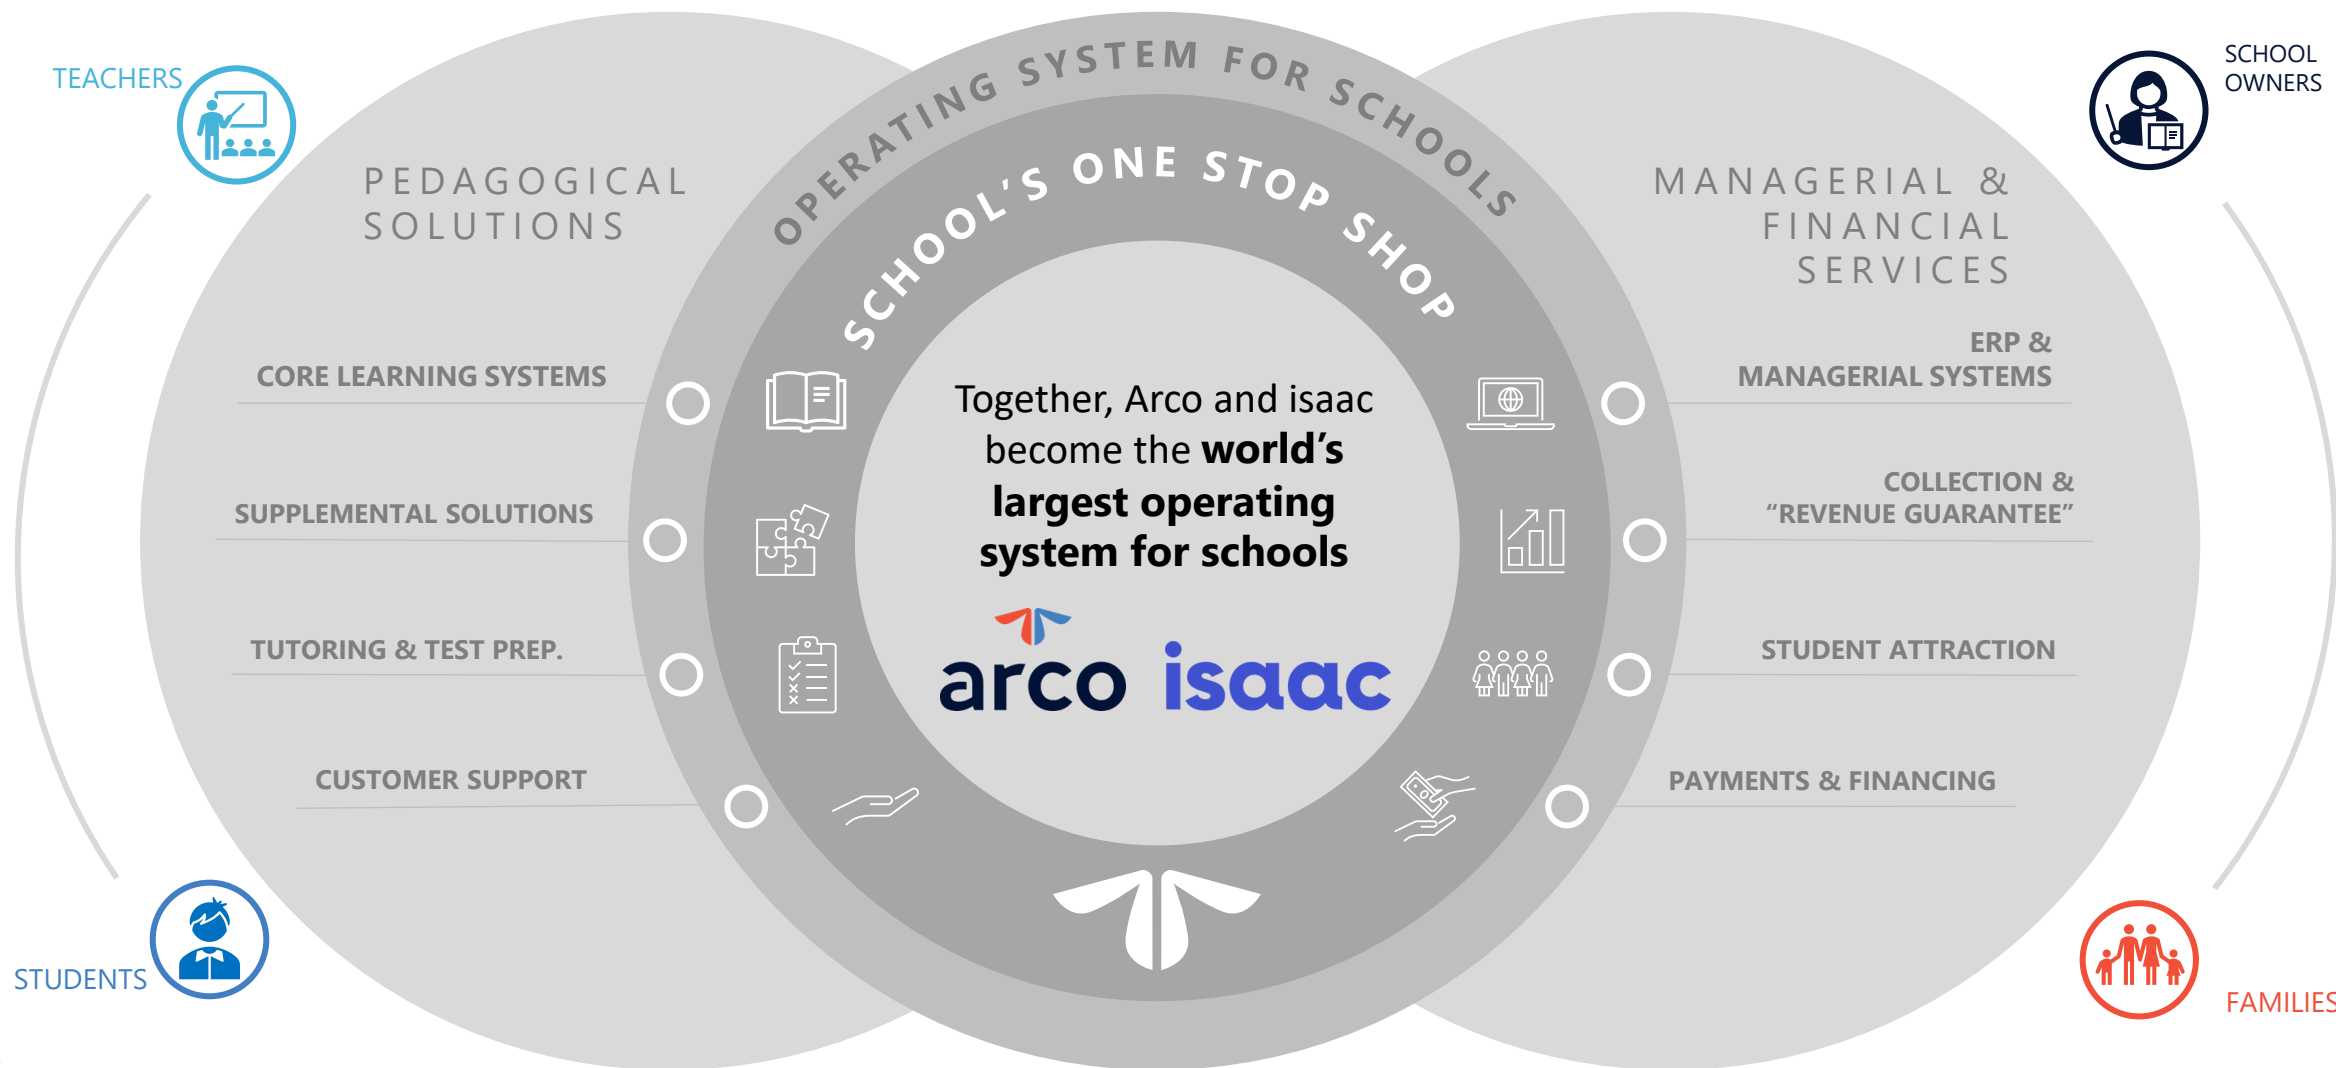 TEACHERS
SCHOOL
OWNERS
OPERATING SYSTEM FOR SCHOOLS
SCHOOL'S ONE STOP SHOP
PEDAGOGICAL
SOLUTIONS
MANAGERIAL &
FINANCIAL
SERVICES
CORE LEARNING SYSTEMS
SUPPLEMENTAL SOLUTIONS
TUTORING & TEST PREP.
CUSTOMER SUPPORT
Together, Arco and isaac
become the world's
largest operating
system for schools
arco isaac
ERP &
MANAGERIAL SYSTEMS
COLLECTION &
“REVENUE GUARANTEE”
STUDENT ATTRACTION
PAYMENTS & FINANCING
STUDENTS
FAMILIES